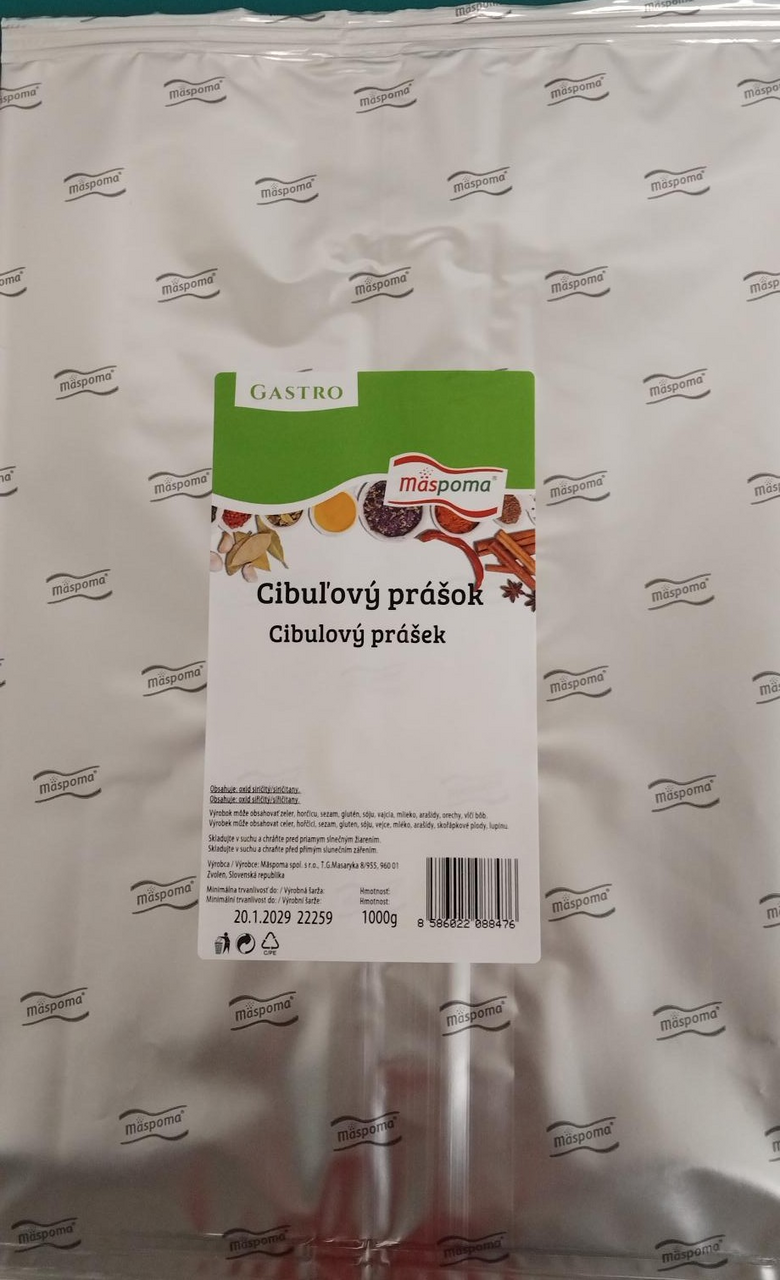 GASTRO
mäspoma®
Cibuľový prášok
Cibulový prášek
Obsahuje: oxid siričitý/siričitany.
Obsahuje: oxid siřičitý/siřičitany.
Výrobok môže obsahovať zeler, horčicu, sezam, glutén, sóju, vajcia, mlieko, arašidy, orechy, vlčí bôb.
Výrobek může obsahovat celer, hořčici, sezam, gluten, sóju, vejce, mléko, arašídy, skořápkové plody, lupinu.
Skladujte v suchu a chráňte pred priamym slnečným žiarením.
Skladujte v suchu a chraňte před přímým slunečním zářením.
Výrobca / Výrobce: Mäspoma spol. s r.o., T.G.Masaryka 8/955, 960 01
Zvolen, Slovenská republika
Minimálna trvanlivosť do: / Výrobná šarža: Hmotnosť:
Minimální trvanlivost do: / Výrobní šarže: Hmotnost:
20.1.2029 22259 1000g
8 586022 088476
C/PE